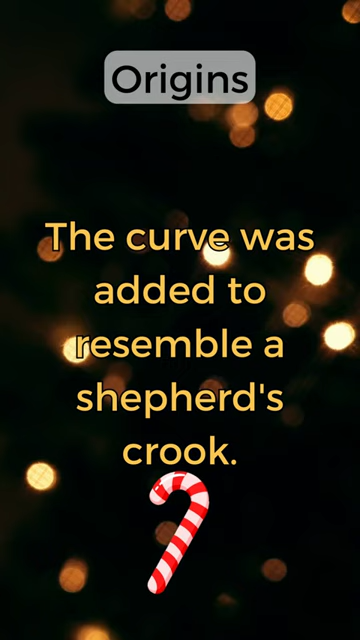 Origins
The curve was
added to
resemble a
shepherd's
crook.